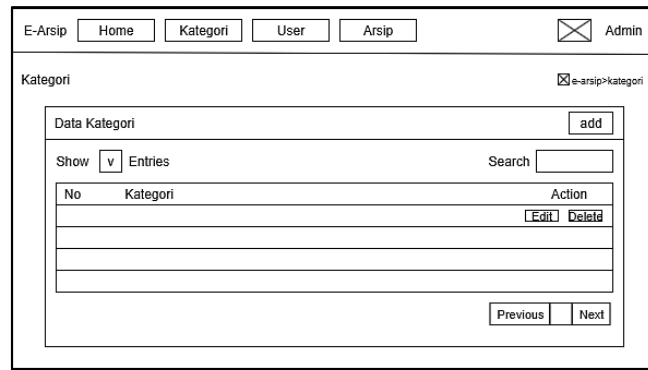 E-Arsip Home Kategori User Arsip Admin
Kategori e-arsip>kategori
Data Kategori add
Show v Entries Search
No Kategori Action
Edit Delete
Previous Next